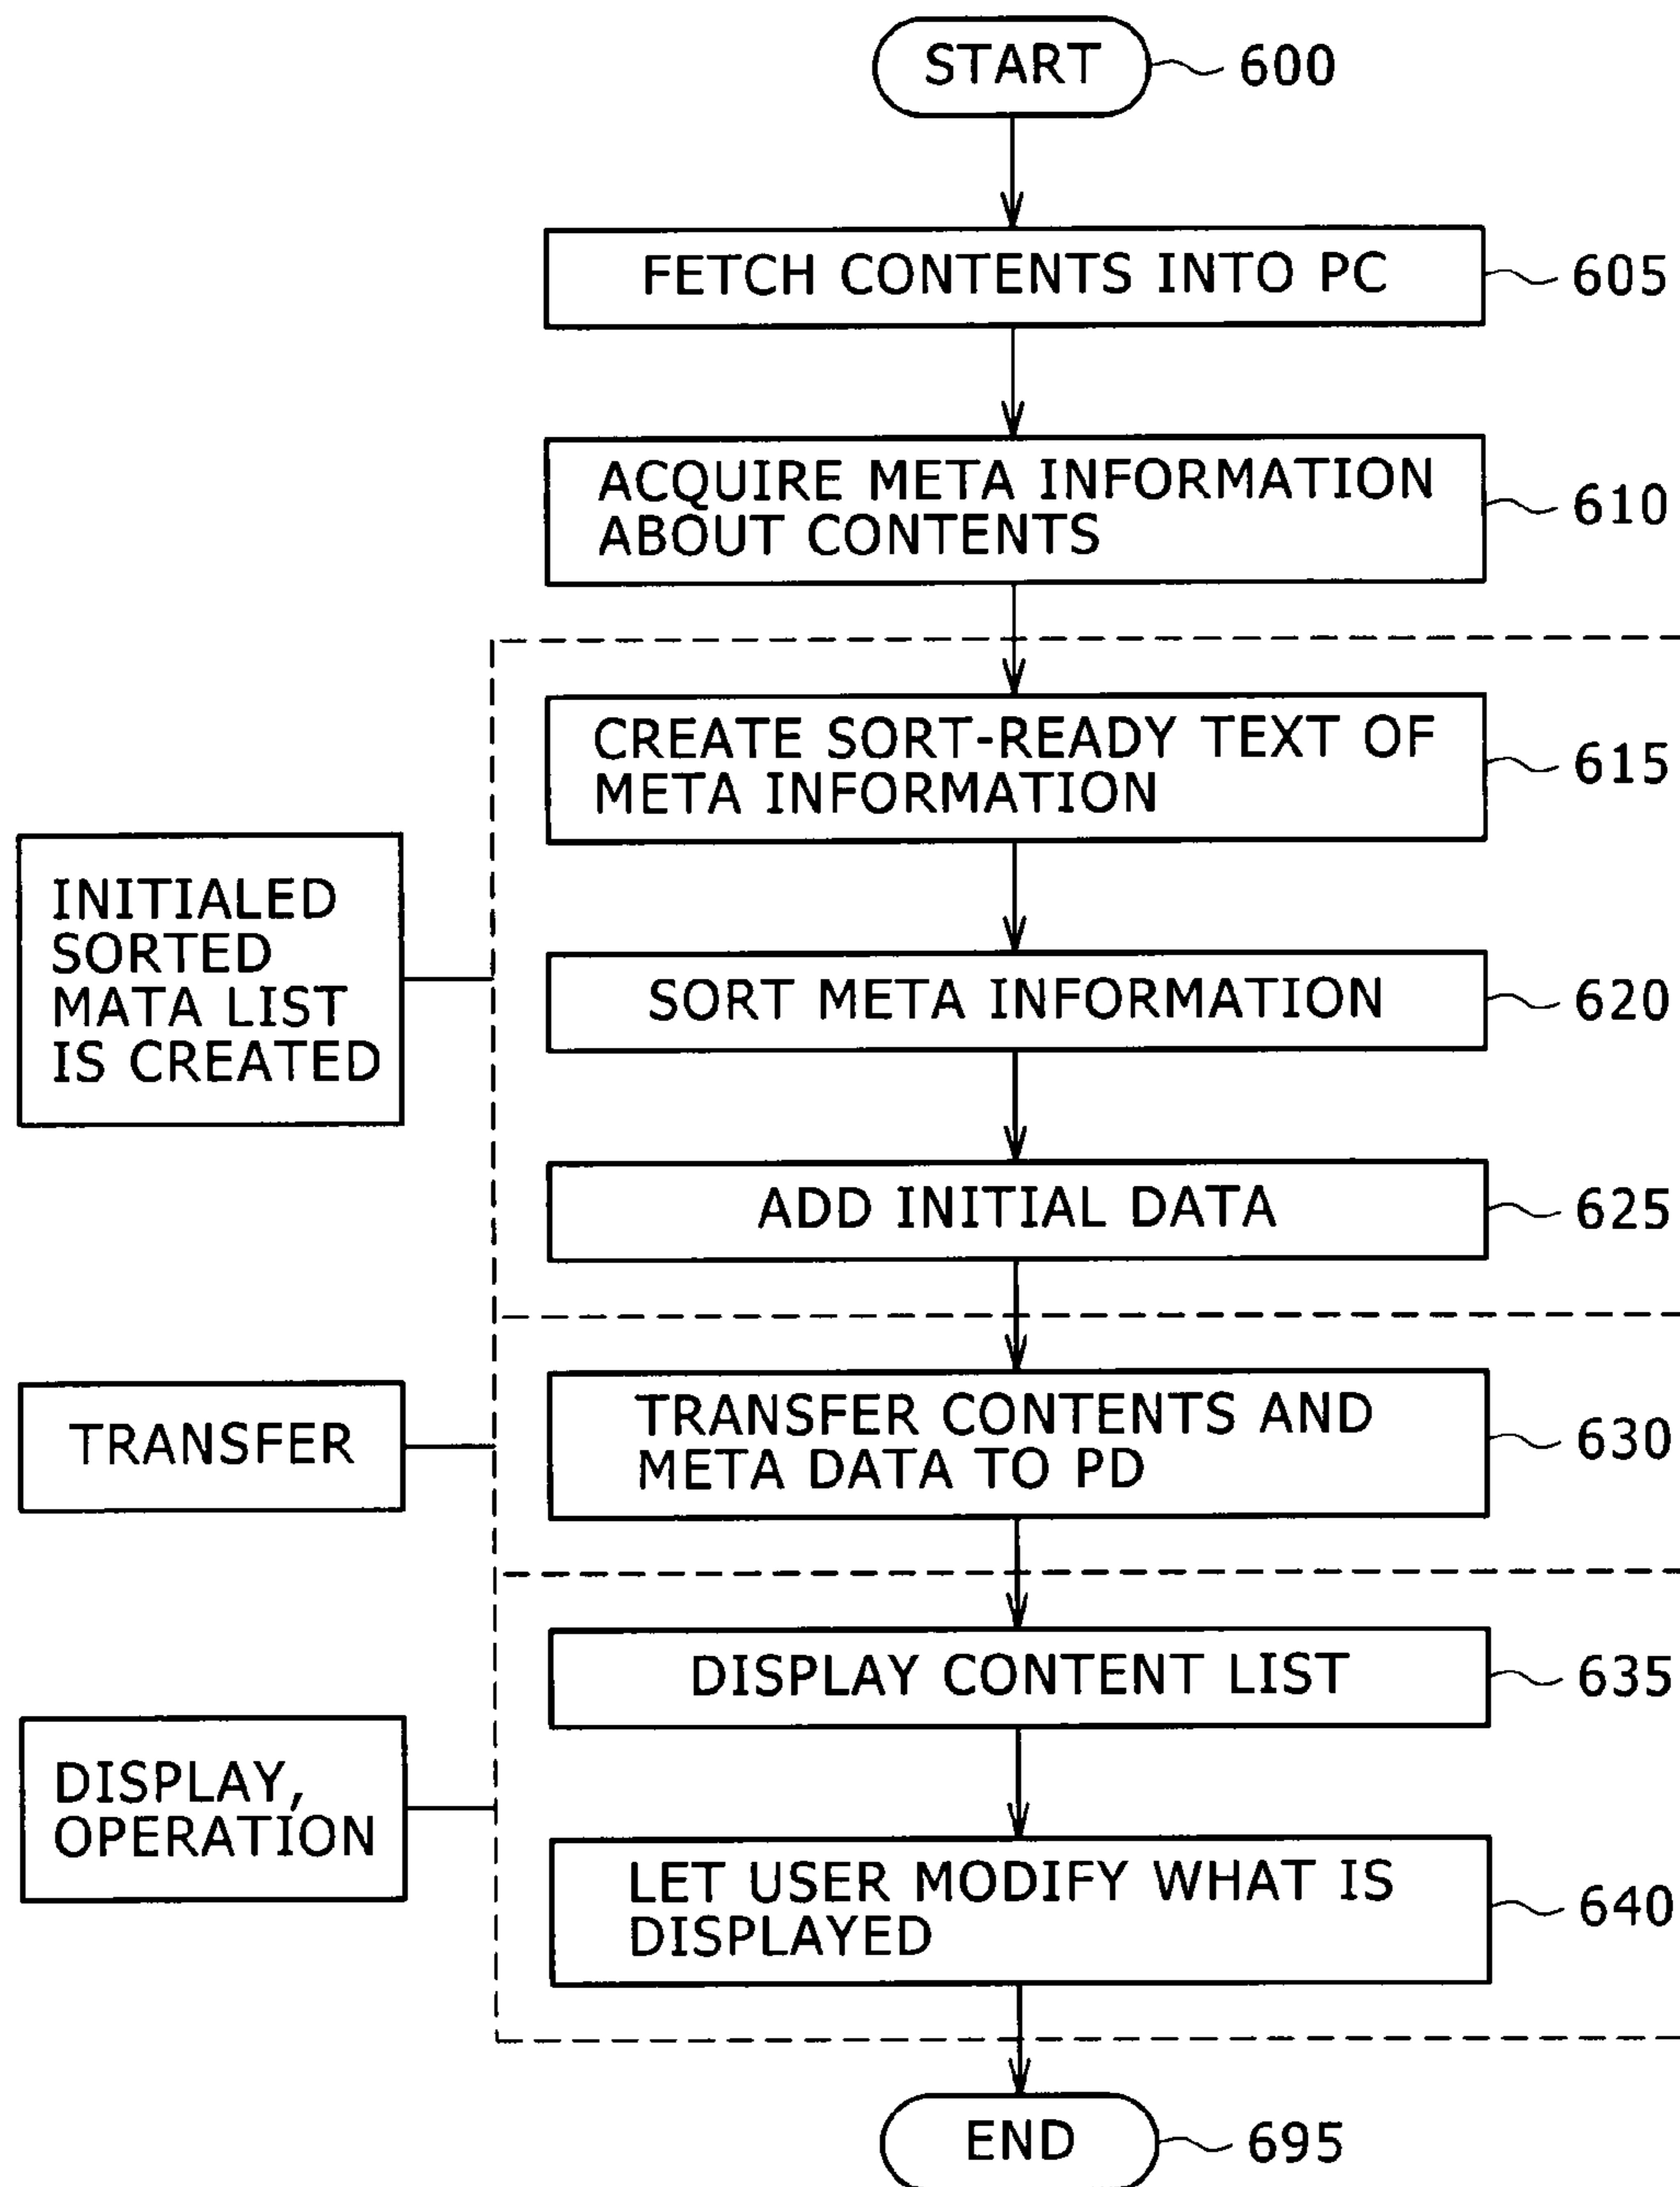 START
600
FETCH CONTENTS INTO PC
605
ACQUIRE META INFORMATION
ABOUT CONTENTS
610
CREATE SORT-READY TEXT OF
META INFORMATION
615
INITIALED
SORTED
MATA LIST
IS CREATED
SORT META INFORMATION
620
ADD INITIAL DATA
625
TRANSFER
TRANSFER CONTENTS AND
META DATA TO PD
630
DISPLAY CONTENT LIST
635
DISPLAY,
OPERATION
LET USER MODIFY WHAT IS
DISPLAYED
640
END
695